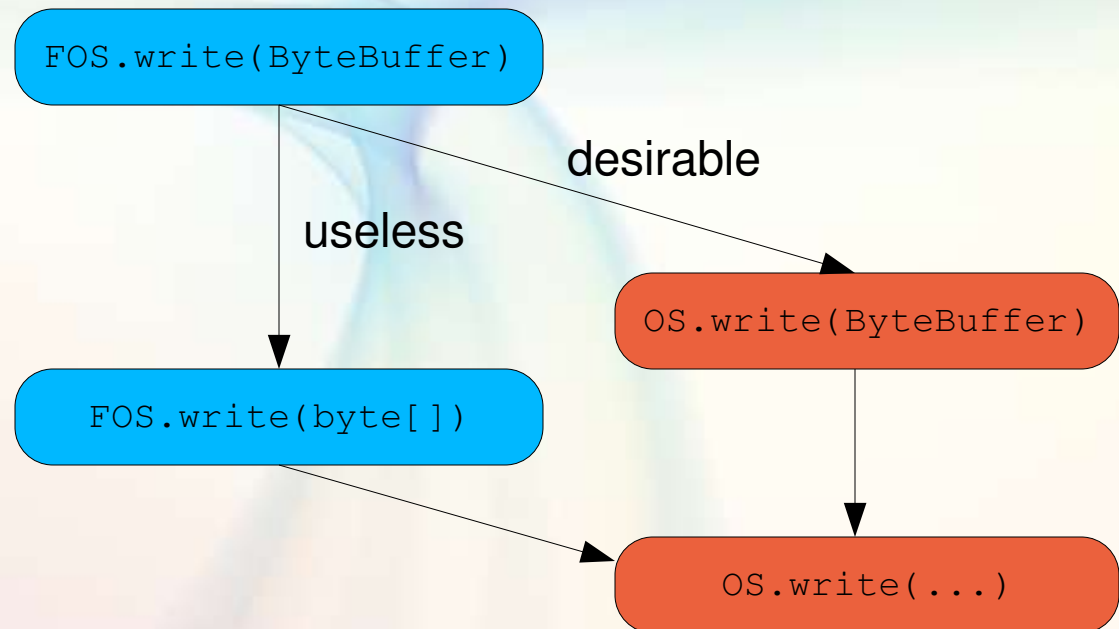 FOS.write(ByteBuffer)
desirable
useless
OS.write(ByteBuffer)
FOS.write(byte[])
OS.write(...)